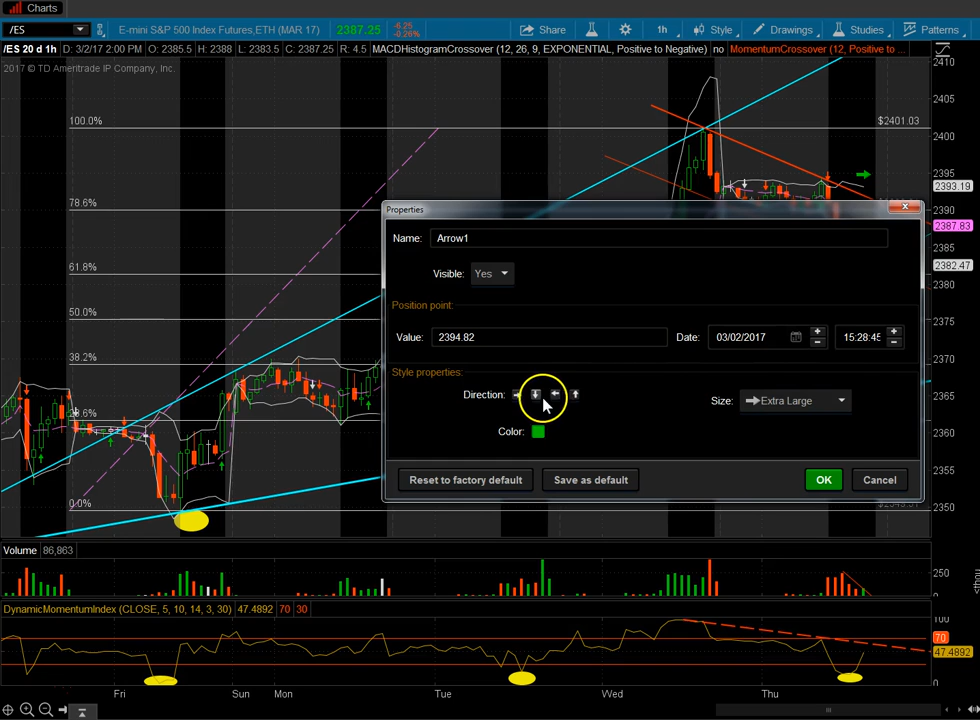 Charts
/ES E-mini S&P 500 Index Futures,ETH (MAR 17) 2387.25 -6.25 -0.26% Share 1h Style Drawings Studies Patterns
/ES 20 d 1h D: 3/2/17 2:00 PM O: 2385.5 H: 2388 L: 2383.5 C: 2387.25 R: 4.5 MACDHistogramCrossover (12, 26, 9, EXPONENTIAL, Positive to Negative) no MomentumCrossover (12, Positive to ...
2017 © TD Ameritrade IP Company, Inc.
2410
2405
100.0% $2401.03
2400
2395
2393.19
78.6% 2390
2387.83
2385
2382.47
2380
61.8%
2375
50.0%
2370
38.2%
2365
2360
2355
0.0%
2350
Properties
Name: Arrow1
Visible: Yes
Position point:
Value: 2394.82 Date: 03/02/2017 15:28:45
Style properties:
Direction: Size: Extra Large
Color:
Reset to factory default Save as default OK Cancel
Volume 86,863
250
0
DynamicMomentumIndex (CLOSE, 5, 10, 14, 3, 30) 47.4892 70 30
100
70
47.4892
0
Fri Sun Mon Tue Wed Thu